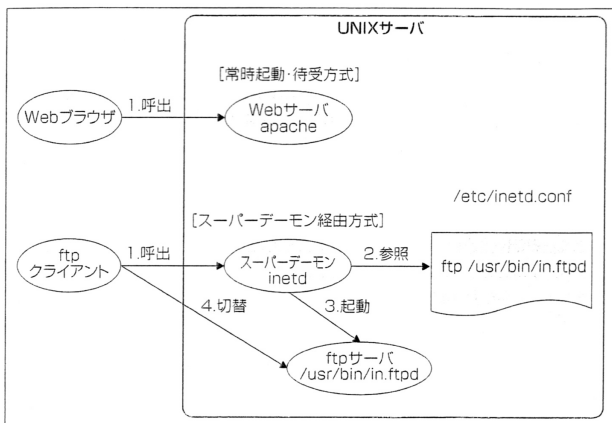 UNIXサーバ
[常時起動・待受方式]
Webブラウザ
1.呼出
Webサーバ
apache
/etc/inetd.conf
[スーパーデーモン経由方式]
ftp
クライアント
1.呼出
スーパーデーモン
inetd
2.参照
ftp /usr/bin/in.ftpd
4.切替
3.起動
ftpサーバ
/usr/bin/in.ftpd